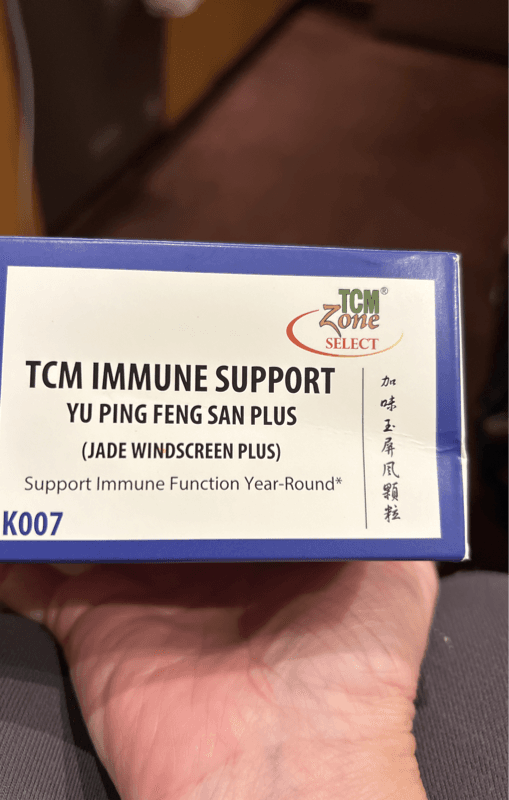 TCM®
Zone
SELECT
TCM IMMUNE SUPPORT
YU PING FENG SAN PLUS
(JADE WINDSCREEN PLUS)
Support Immune Function Year-Round*
K007
加味玉屏风顆粒